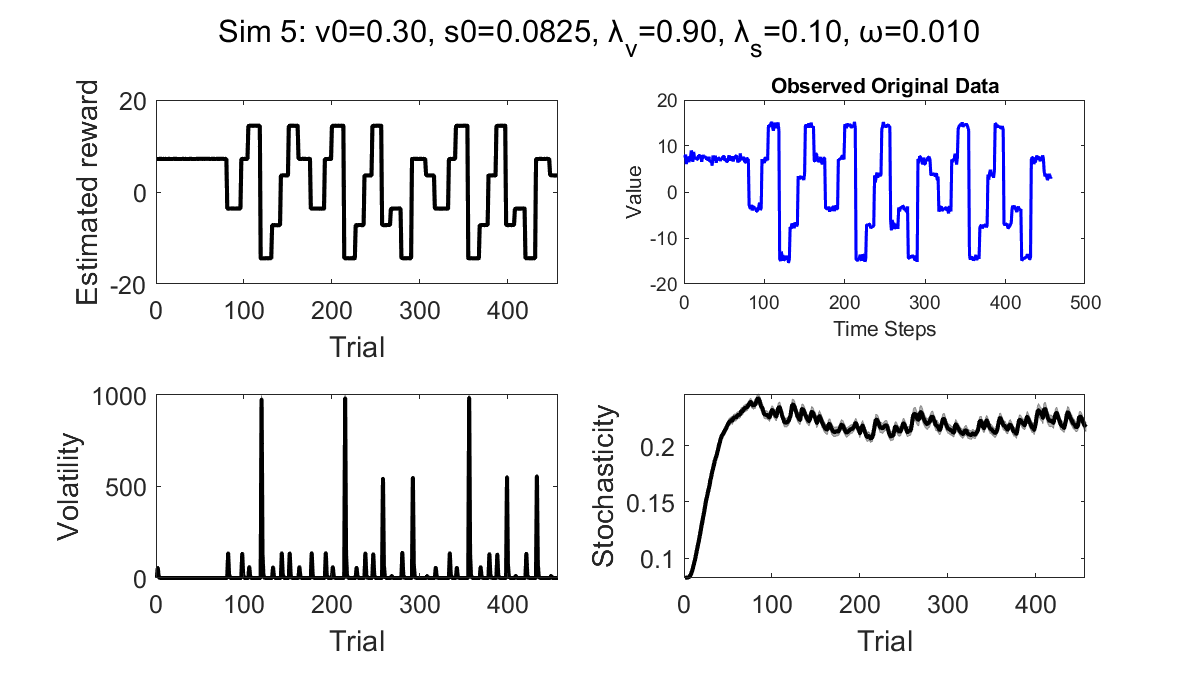 Sim 5: v0=0.30, s0=0.0825, λv=0.90, λs=0.10, ω=0.010
Estimated reward
20
0
-20
0 100 200 300 400
Trial
Observed Original Data
Value
20
10
0
-10
-20
0 100 200 300 400 500
Time Steps
Volatility
1000
500
0
0 100 200 300 400
Trial
Stochasticity
0.2
0.15
0.1
0 100 200 300 400
Trial